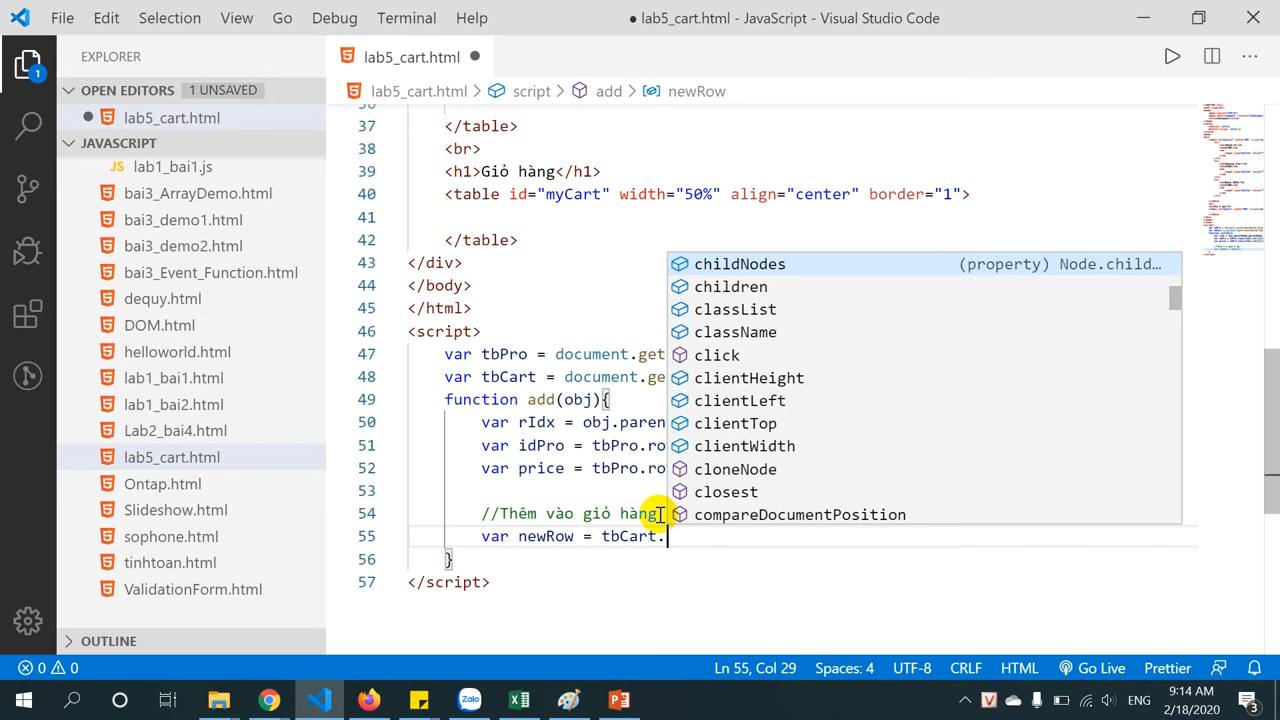 File Edit Selection View Go Debug Terminal Help
● lab5_cart.html - JavaScript - Visual Studio Code
EXPLORER
OPEN EDITORS 1 UNSAVED
lab5_cart.html
JAVASCRIPT
lab1_bai1.js
bai3_ArrayDemo.html
bai3_demo1.html
bai3_demo2.html
bai3_Event_Function.html
dequy.html
DOM.html
helloworld.html
lab1_bai1.html
lab1_bai2.html
Lab2_bai4.html
lab5_cart.html
Ontap.html
Slideshow.html
sophone.html
tinhtoan.html
ValidationForm.html
OUTLINE
1
lab5_cart.html
lab5_cart.html > script > add > newRow
36
37 </table>
38 <br>
39 <h1>Giỏ hàng</h1>
40 <table id="myCart" width="50%" align="center" border="1">
41
42 </table>
43 </div>
44 </body>
45 </html>
46 <script>
47 var tbPro = document.get
48 var tbCart = document.ge
49 function add(obj){
50 var rIdx = obj.paren
51 var idPro = tbPro.ro
52 var price = tbPro.ro
53
54 //Thêm vào giỏ hàng
55 var newRow = tbCart.
56 }
57 </script>
childNodes (property) Node.child…
children
classList
className
click
clientHeight
clientLeft
clientTop
clientWidth
cloneNode
closest
compareDocumentPosition
0 0
Ln 55, Col 29 Spaces: 4 UTF-8 CRLF HTML Go Live Prettier
Zalo
ENG
:14 AM
2/18/2020
3